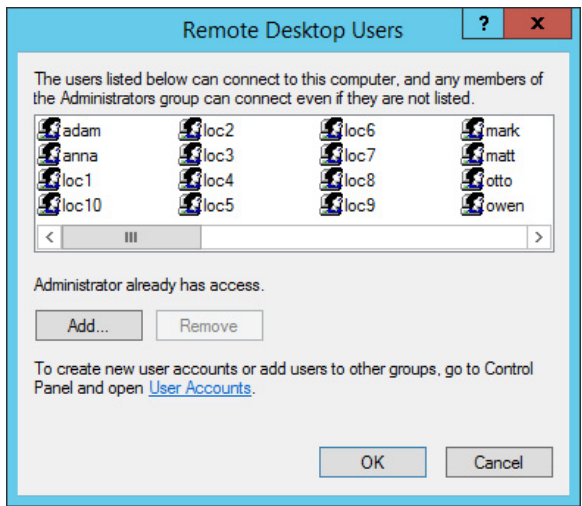 Remote Desktop Users
? x
The users listed below can connect to this computer, and any members of
the Administrators group can connect even if they are not listed.
adam loc2 loc6 mark
anna loc3 loc7 matt
loc1 loc4 loc8 otto
loc10 loc5 loc9 owen
Administrator already has access.
Add... Remove
To create new user accounts or add users to other groups, go to Control
Panel and open User Accounts.
OK Cancel